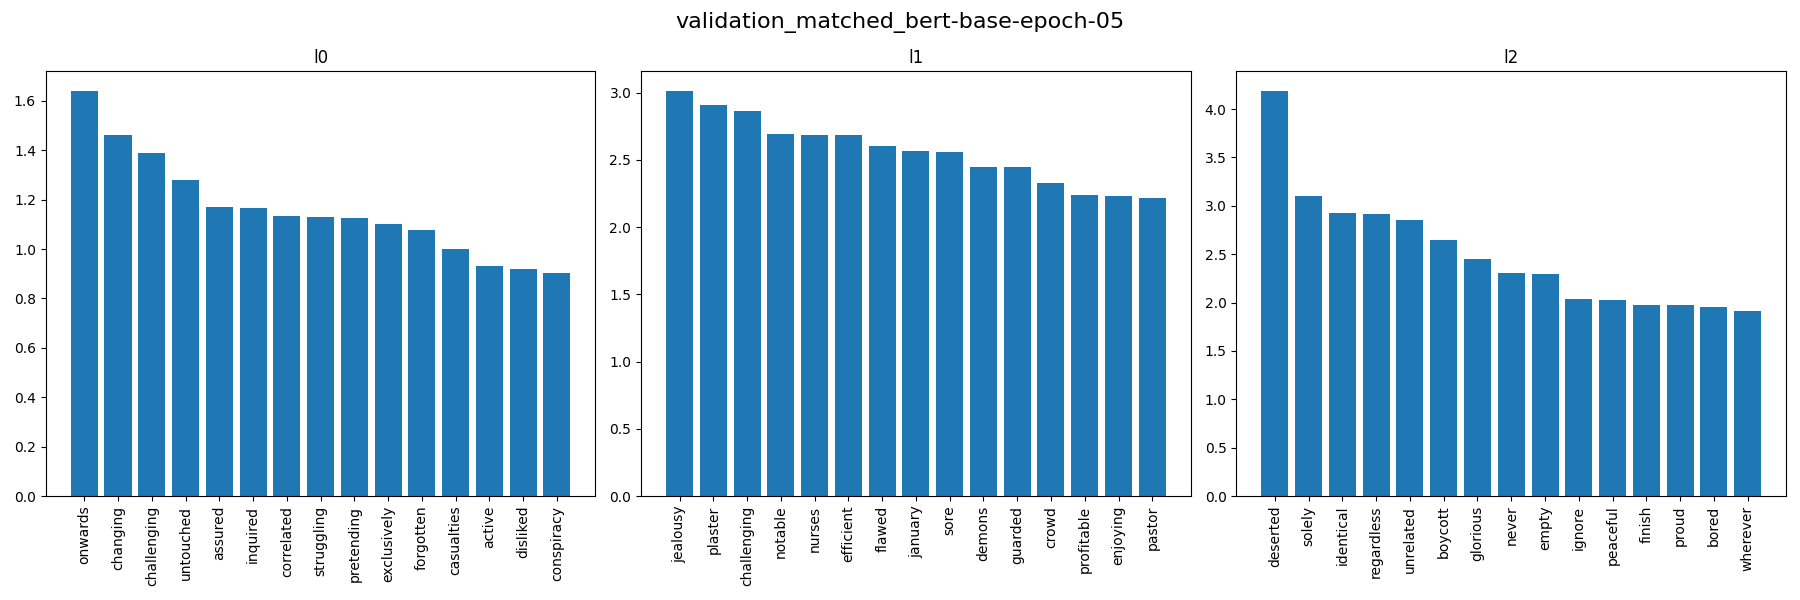 validation_matched_bert-base-epoch-05
l0
1.6
1.4
1.2
1.0
0.8
0.6
0.4
0.2
0.0
onwards
changing
challenging
untouched
assured
inquired
correlated
struggling
pretending
exclusively
forgotten
casualties
active
disliked
conspiracy
l1
3.0
2.5
2.0
1.5
1.0
0.5
0.0
jealousy
plaster
challenging
notable
nurses
efficient
flawed
january
sore
demons
guarded
crowd
profitable
enjoying
pastor
l2
4.0
3.5
3.0
2.5
2.0
1.5
1.0
0.5
0.0
deserted
solely
identical
regardless
unrelated
boycott
glorious
never
empty
ignore
peaceful
finish
proud
bored
wherever